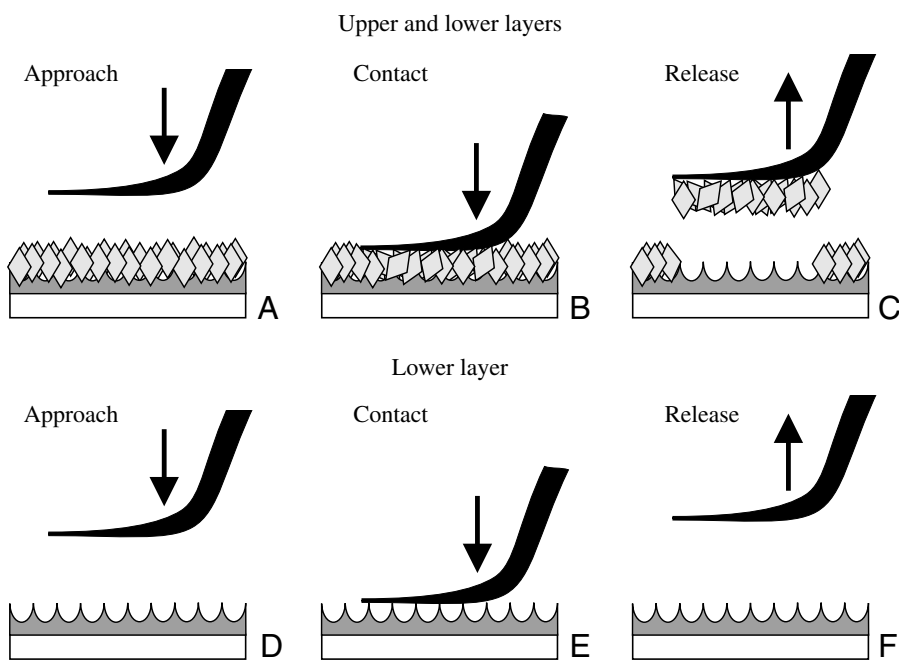 Upper and lower layers
Approach
Contact
Release
A
B
C
Lower layer
Approach
Contact
Release
D
E
F